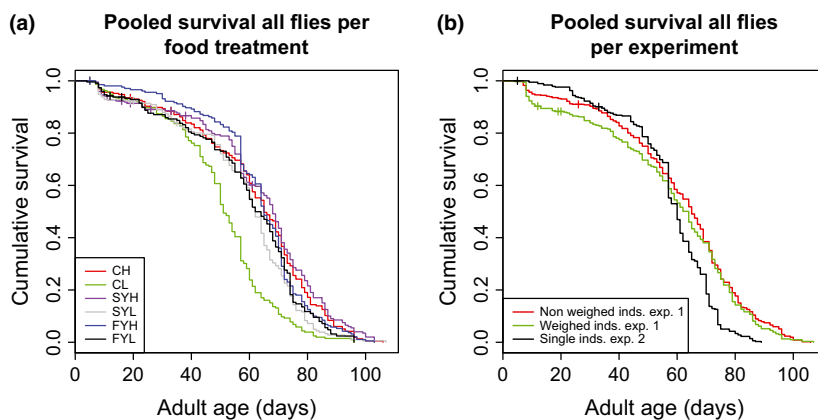 (a)
Pooled survival all flies per
food treatment
Cumulative survival
1.0
0.8
0.6
0.4
0.2
0.0
CH
CL
SYH
SYL
FYH
FYL
0 20 40 60 80 100
Adult age (days)
(b)
Pooled survival all flies
per experiment
Cumulative survival
1.0
0.8
0.6
0.4
0.2
0.0
Non weighed inds. exp. 1
Weighed inds. exp. 1
Single inds. exp. 2
0 20 40 60 80 100
Adult age (days)